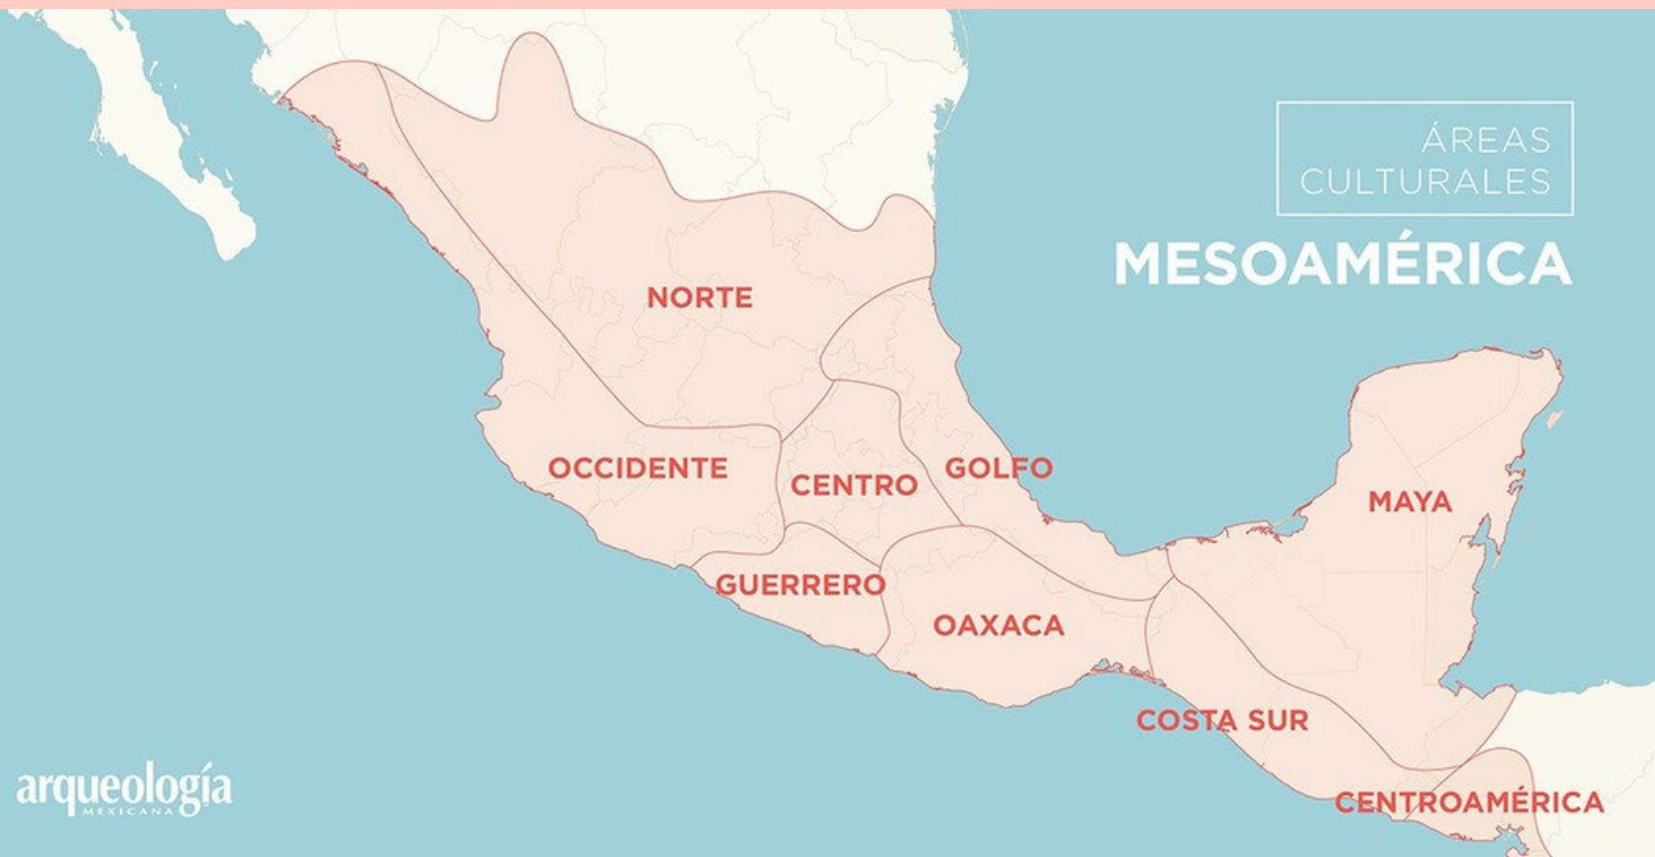 ÁREAS
CULTURALES
MESOAMÉRICA
NORTE
OCCIDENTE
CENTRO
GOLFO
MAYA
GUERRERO
OAXACA
COSTA SUR
CENTROAMÉRICA
arqueología
MEXICANA